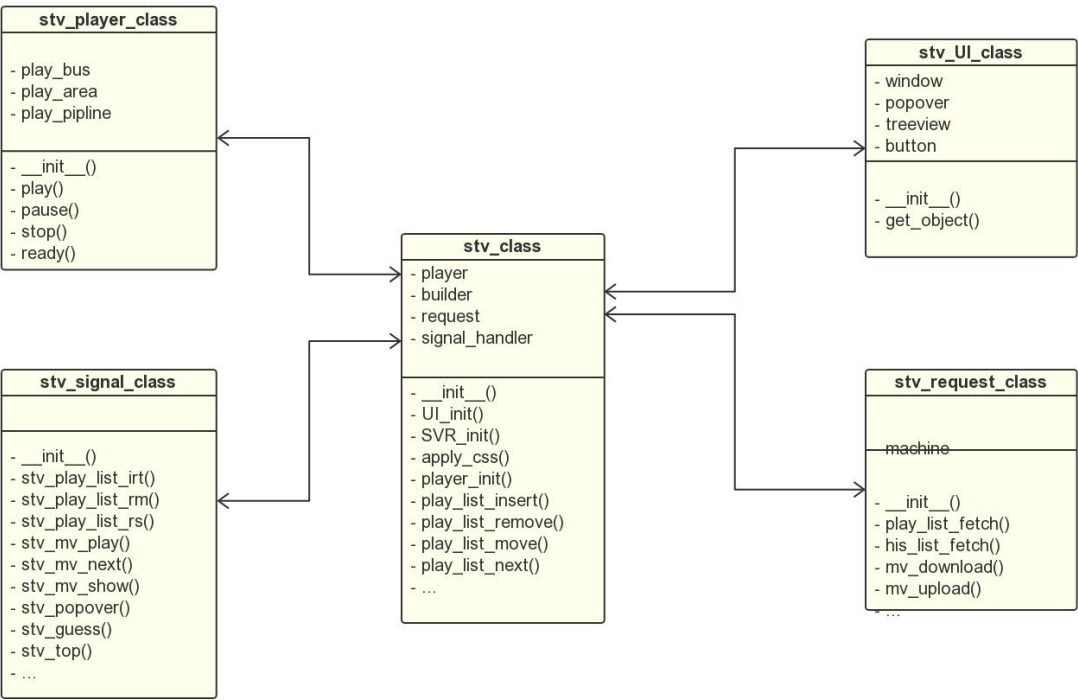 stv_player_class
- play_bus
- play_area
- play_pipline
- __init__()
- play()
- pause()
- stop()
- ready()
stv_UI_class
- window
- popover
- treeview
- button
- __init__()
- get_object()
stv_class
- player
- builder
- request
- signal_handler
- __init__()
- UI_init()
- SVR_init()
- apply_css()
- player_init()
- play_list_insert()
- play_list_remove()
- play_list_move()
- play_list_next()
- ...
stv_signal_class
- __init__()
- stv_play_list_irt()
- stv_play_list_rm()
- stv_play_list_rs()
- stv_mv_play()
- stv_mv_next()
- stv_mv_show()
- stv_popover()
- stv_guess()
- stv_top()
- ...
stv_request_class
- machine
- __init__()
- play_list_fetch()
- his_list_fetch()
- mv_download()
- mv_upload()
- ...